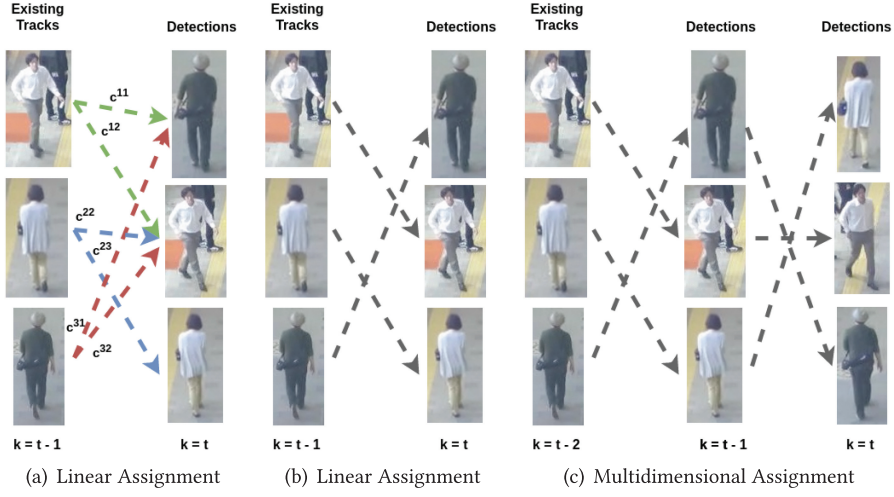 Existing
Tracks
Detections
c11
c12
c22
c23
c31
c32
k = t - 1
k = t
(a) Linear Assignment
Existing
Tracks
Detections
k = t - 1
k = t
(b) Linear Assignment
Existing
Tracks
Detections
Detections
k = t - 2
k = t - 1
k = t
(c) Multidimensional Assignment